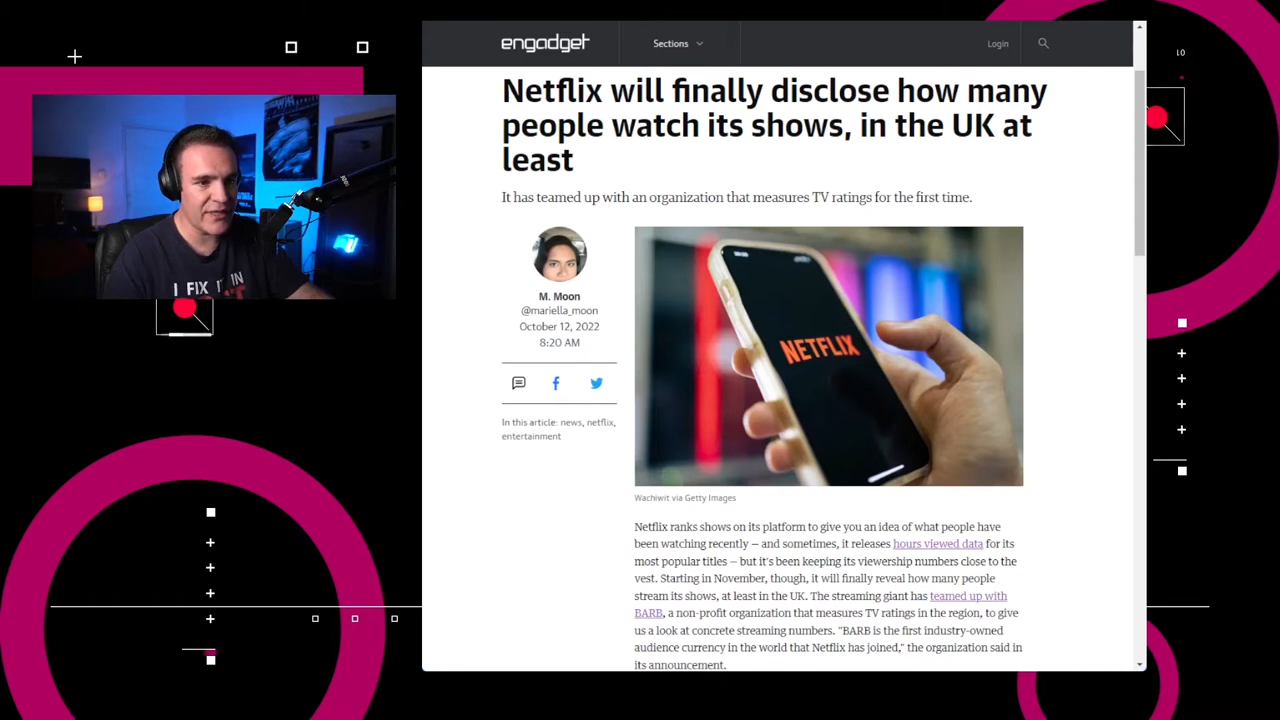 engadget
Sections
Login
Netflix will finally disclose how many
people watch its shows, in the UK at
least
It has teamed up with an organization that measures TV ratings for the first time.
M. Moon
@mariella_moon
October 12, 2022
8:20 AM
In this article: news, netflix,
entertainment
NETFLIX
Wachiwit via Getty Images
Netflix ranks shows on its platform to give you an idea of what people have
been watching recently — and sometimes, it releases hours viewed data for its
most popular titles — but it's been keeping its viewership numbers close to the
vest. Starting in November, though, it will finally reveal how many people
stream its shows, at least in the UK. The streaming giant has teamed up with
BARB, a non-profit organization that measures TV ratings in the region, to give
us a look at concrete streaming numbers. "BARB is the first industry-owned
audience currency in the world that Netflix has joined," the organization said in
its announcement.
I FIX IT IN